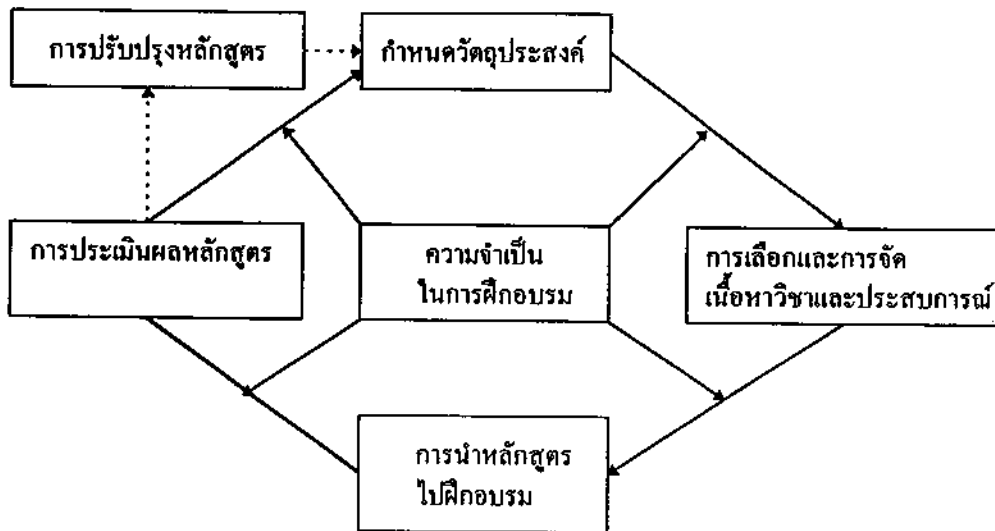 การปรับปรุงหลักสูตร
กำหนดวัตถุประสงค์
การประเมินผลหลักสูตร
ความจำเป็น
ในการฝึกอบรม
การเลือกและการจัด
เนื้อหาวิชาและประสบการณ์
การนำหลักสูตร
ไปฝึกอบรม